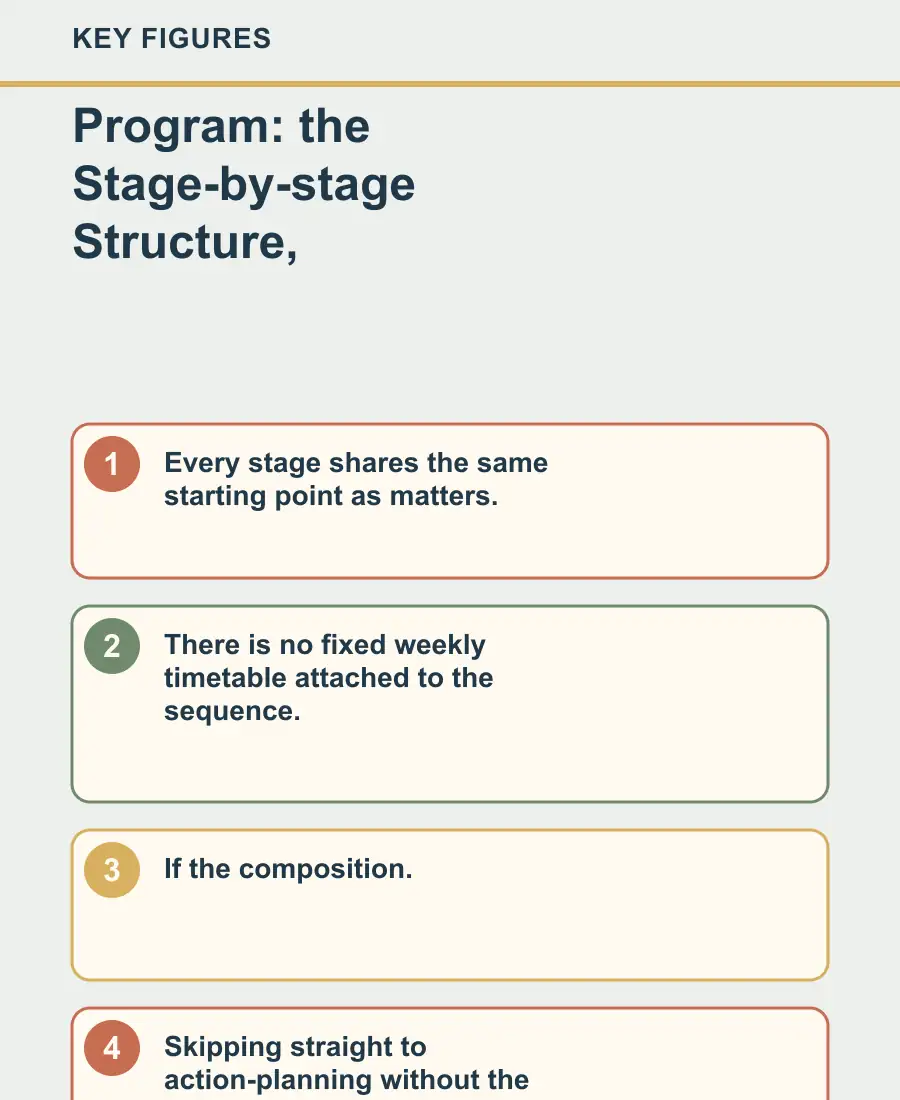 KEY FIGURES
Program: the
Stage-by-stage
Structure,
1
Every stage shares the same
starting point as matters.
2
There is no fixed weekly
timetable attached to the
sequence.
3
If the composition.
4
Skipping straight to
action-planning without the